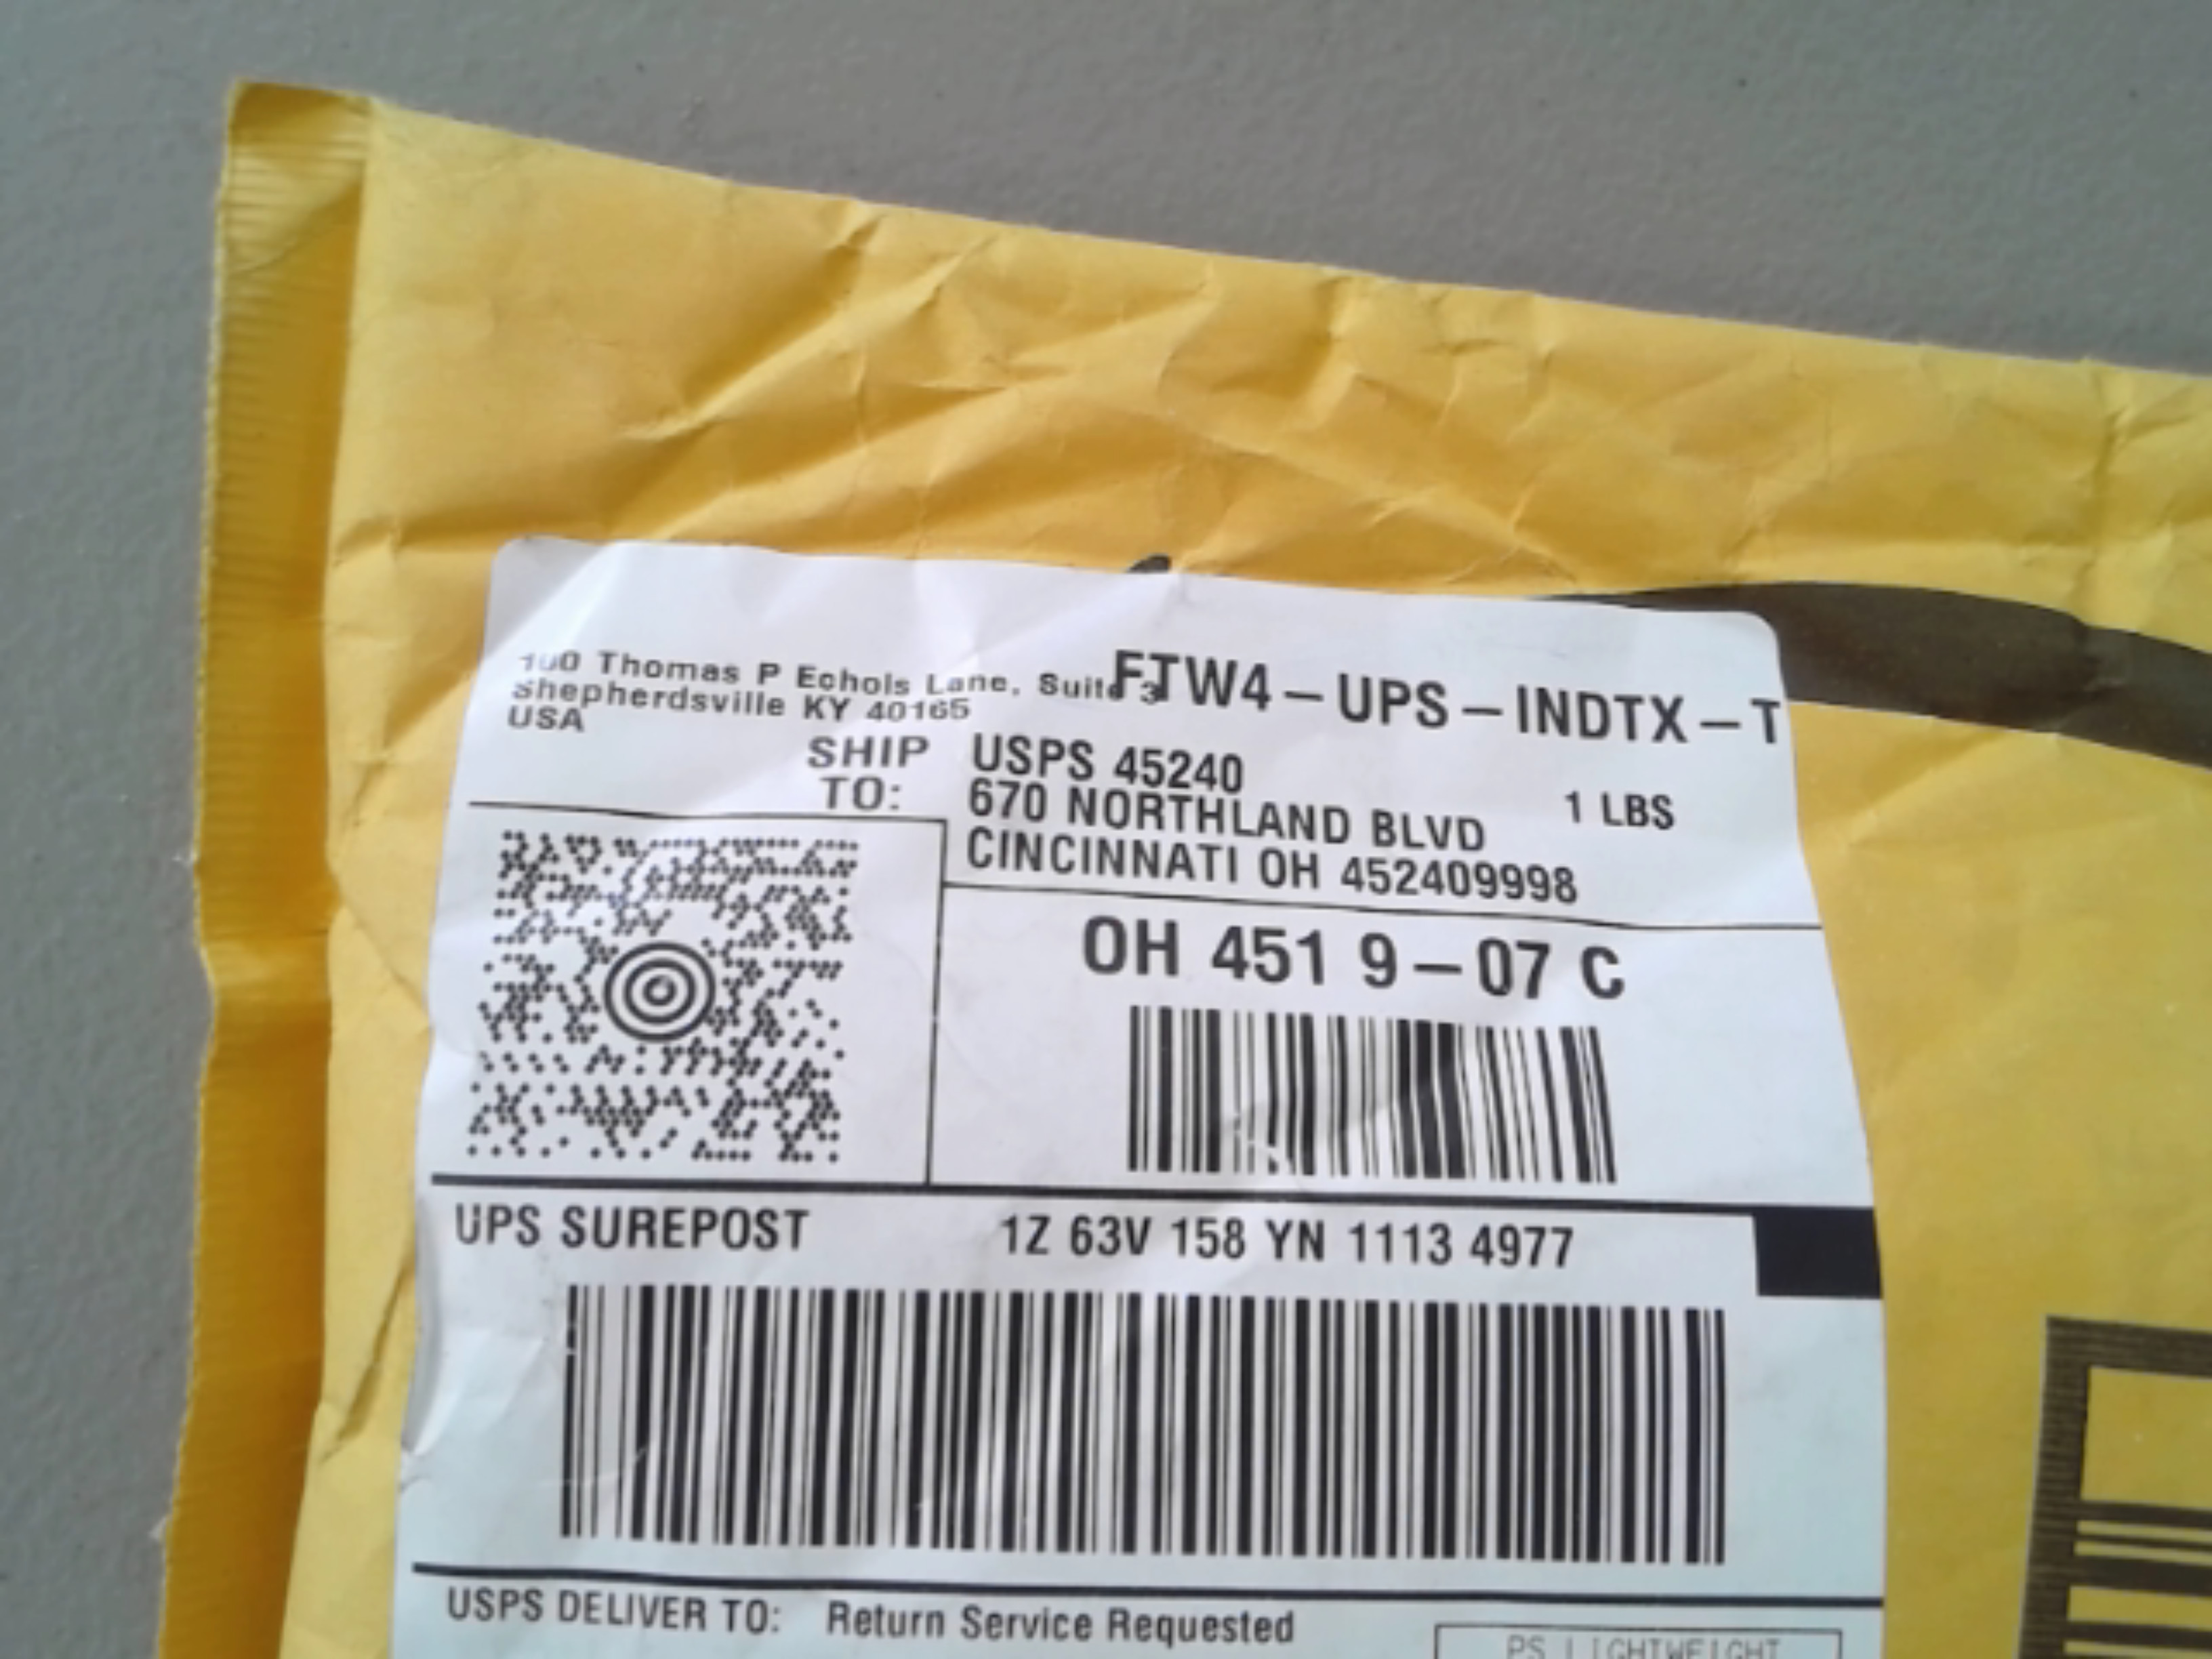 100 Thomas P Echols Lane, Suite 3
FTW4-UPS-INDTX-T
Shepherdsville KY 40165
USA
SHIP TO:
USPS 45240
670 NORTHLAND BLVD
CINCINNATI OH 452409998
1 LBS
OH 451 9-07 C
UPS SUREPOST 1Z 63V 158 YN 1113 4977
USPS DELIVER TO: Return Service Requested
PS LIGHTWEIGHT